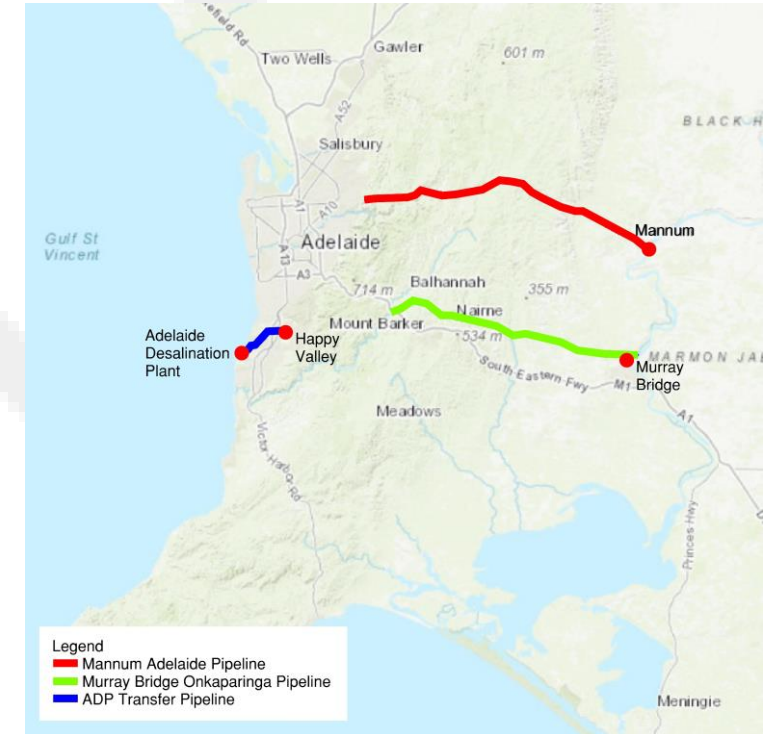 Gawler
Two Wells
601 m
A52
BLACK H
Salisbury
A1
A10
Mannum
Gulf St
Vincent
Adelaide
A13
A3
714 m
Balhannah
355 m
Nairne
Adelaide
Desalination
Plant
Happy
Valley
Mount Barker
534 m
MARMON JAB
South Eastern Fwy
M1
Murray
Bridge
Meadows
A1
Victor Harbor Rd
Princes Hwy
Legend
Mannum Adelaide Pipeline
Murray Bridge Onkaparinga Pipeline
ADP Transfer Pipeline
Meningie